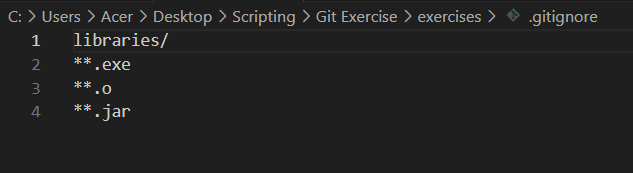 C: > Users > Acer > Desktop > Scripting > Git Exercise > exercises > .gitignore
1 libraries/
2 **.exe
3 **.o
4 **.jar